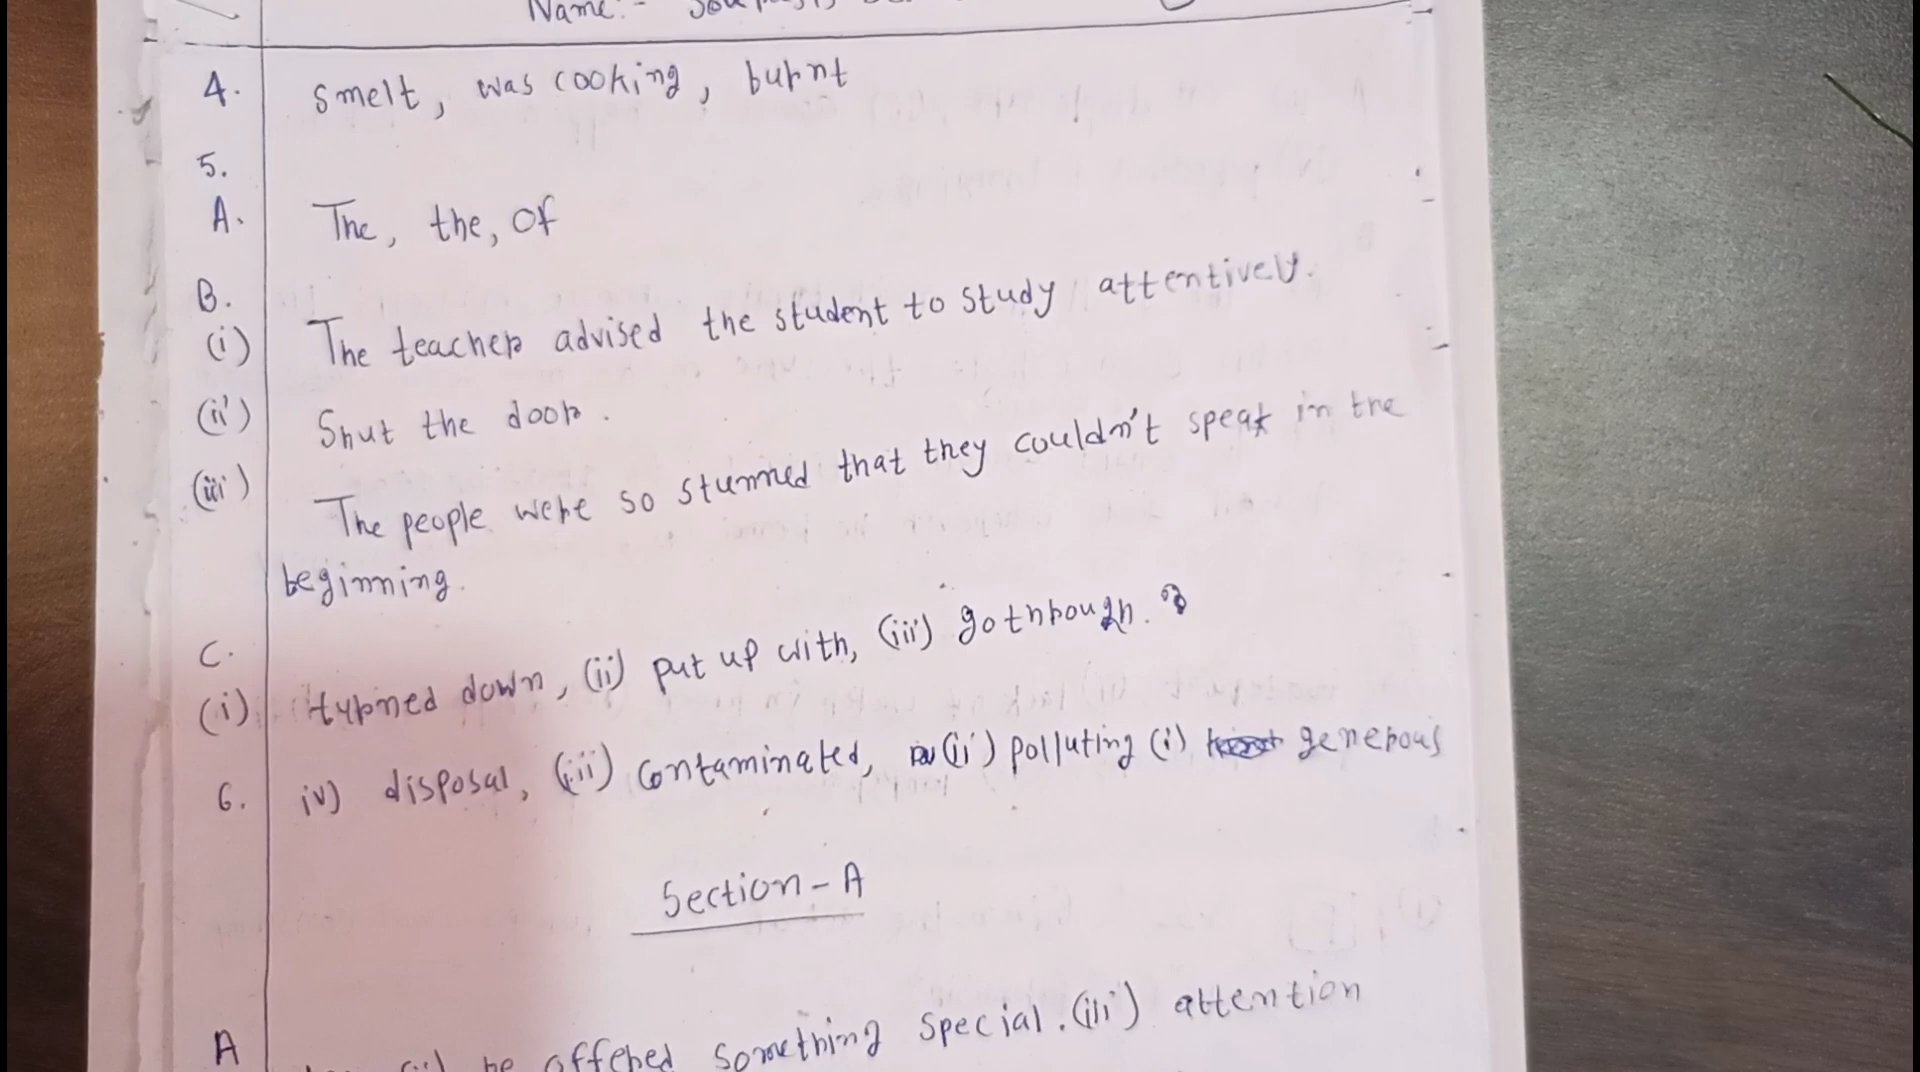 Name:-
4. smelt, was cooking, burnt
5.
A. The, the, of
B.
(i) The teacher advised the student to study attentively.
(ii) Shut the door.
(iii) The people were so stunned that they couldn't speak in the
beginning.
C.
(i) turned down, (ii) put up with, (iii) go through.
6. iv) disposal, (iii) contaminated, (ii) polluting (i) generous
Section-A
A he offered something special. (iii) attention